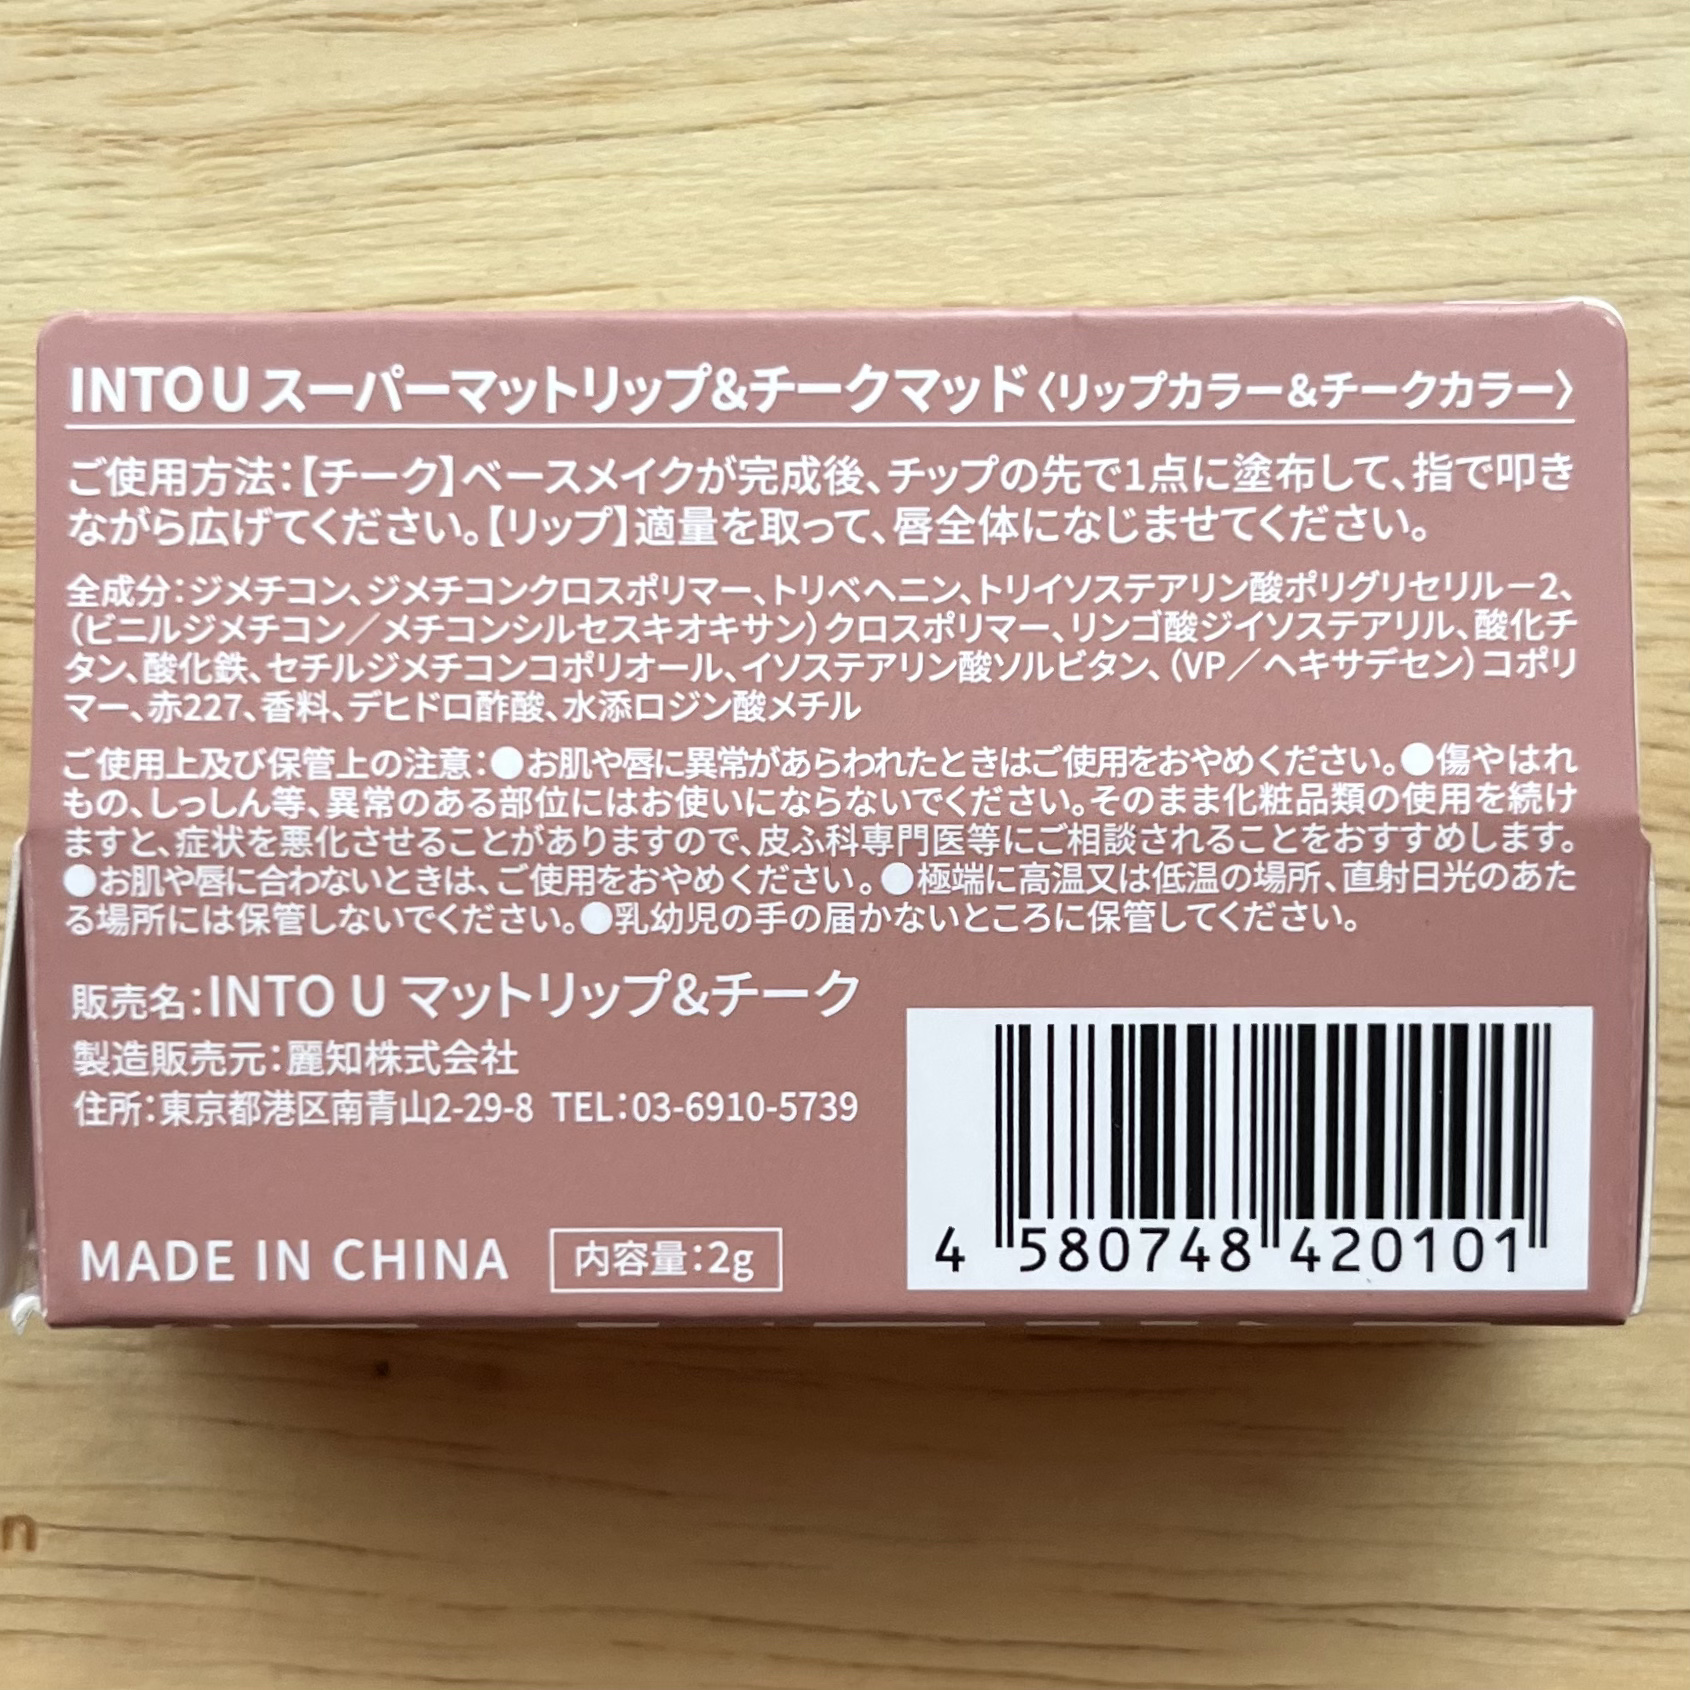 INTO U スーパーマットリップ&チークマッド〈リップカラー&チークカラー〉
ご使用方法：【チーク】ベースメイクが完成後、チップの先で1点に塗布して、指で叩き
ながら広げてください。【リップ】適量を取って、唇全体になじませてください。
全成分：ジメチコン、ジメチコンクロスポリマー、トリベヘニン、トリイソステアリン酸ポリグリセリル－2、
（ビニルジメチコン／メチコンシルセスキオキサン）クロスポリマー、リンゴ酸ジイソステアリル、酸化チ
タン、酸化鉄、セチルジメチコンコポリオール、イソステアリン酸ソルビタン、（VP／ヘキサデセン）コポリ
マー、赤227、香料、デヒドロ酢酸、水添ロジン酸メチル
ご使用上及び保管上の注意：●お肌や唇に異常があらわれたときはご使用をおやめください。●傷やはれ
もの、しっしん等、異常のある部位にはお使いにならないでください。そのまま化粧品類の使用を続け
ますと、症状を悪化させることがありますので、皮ふ科専門医等にご相談されることをおすすめします。
●お肌や唇に合わないときは、ご使用をおやめください。●極端に高温又は低温の場所、直射日光のあた
る場所には保管しないでください。●乳幼児の手の届かないところに保管してください。
販売名：INTO U マットリップ&チーク
製造販売元：麗知株式会社
住所：東京都港区南青山2-29-8 TEL：03-6910-5739
MADE IN CHINA 内容量：2g
4 580748 420101
n